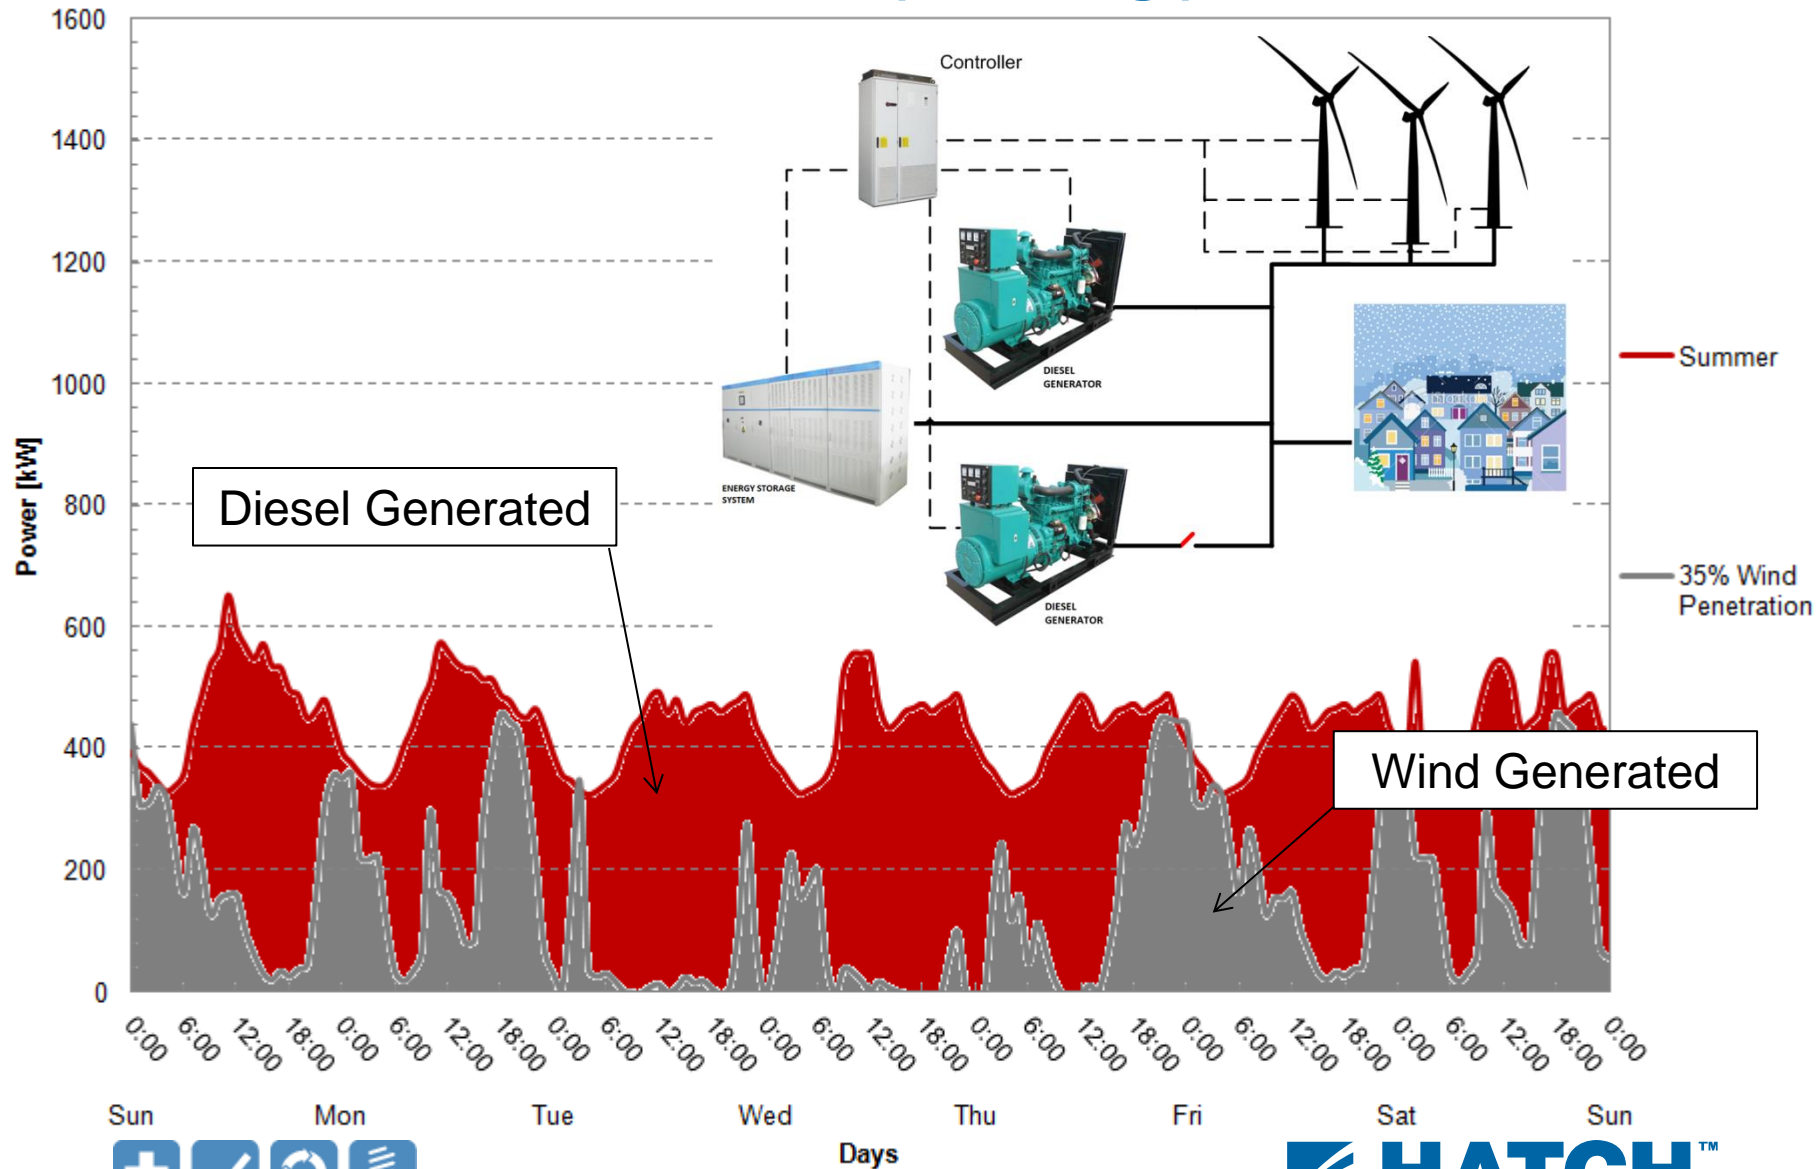 1600
1400
1200
1000
800
600
400
200
0
Power [kW]
Controller
DIESEL
GENERATOR
ENERGY STORAGE
SYSTEM
DIESEL
GENERATOR
Diesel Generated
Wind Generated
Summer
35% Wind
Penetration
0:00 6:00 12:00 18:00 0:00 6:00 12:00 18:00 0:00 6:00 12:00 18:00 0:00 6:00 12:00 18:00 0:00 6:00 12:00 18:00 0:00 6:00 12:00 18:00 0:00 6:00 12:00 18:00 0:00
Sun Mon Tue Wed Thu Fri Sat Sun
Days
HATCH™